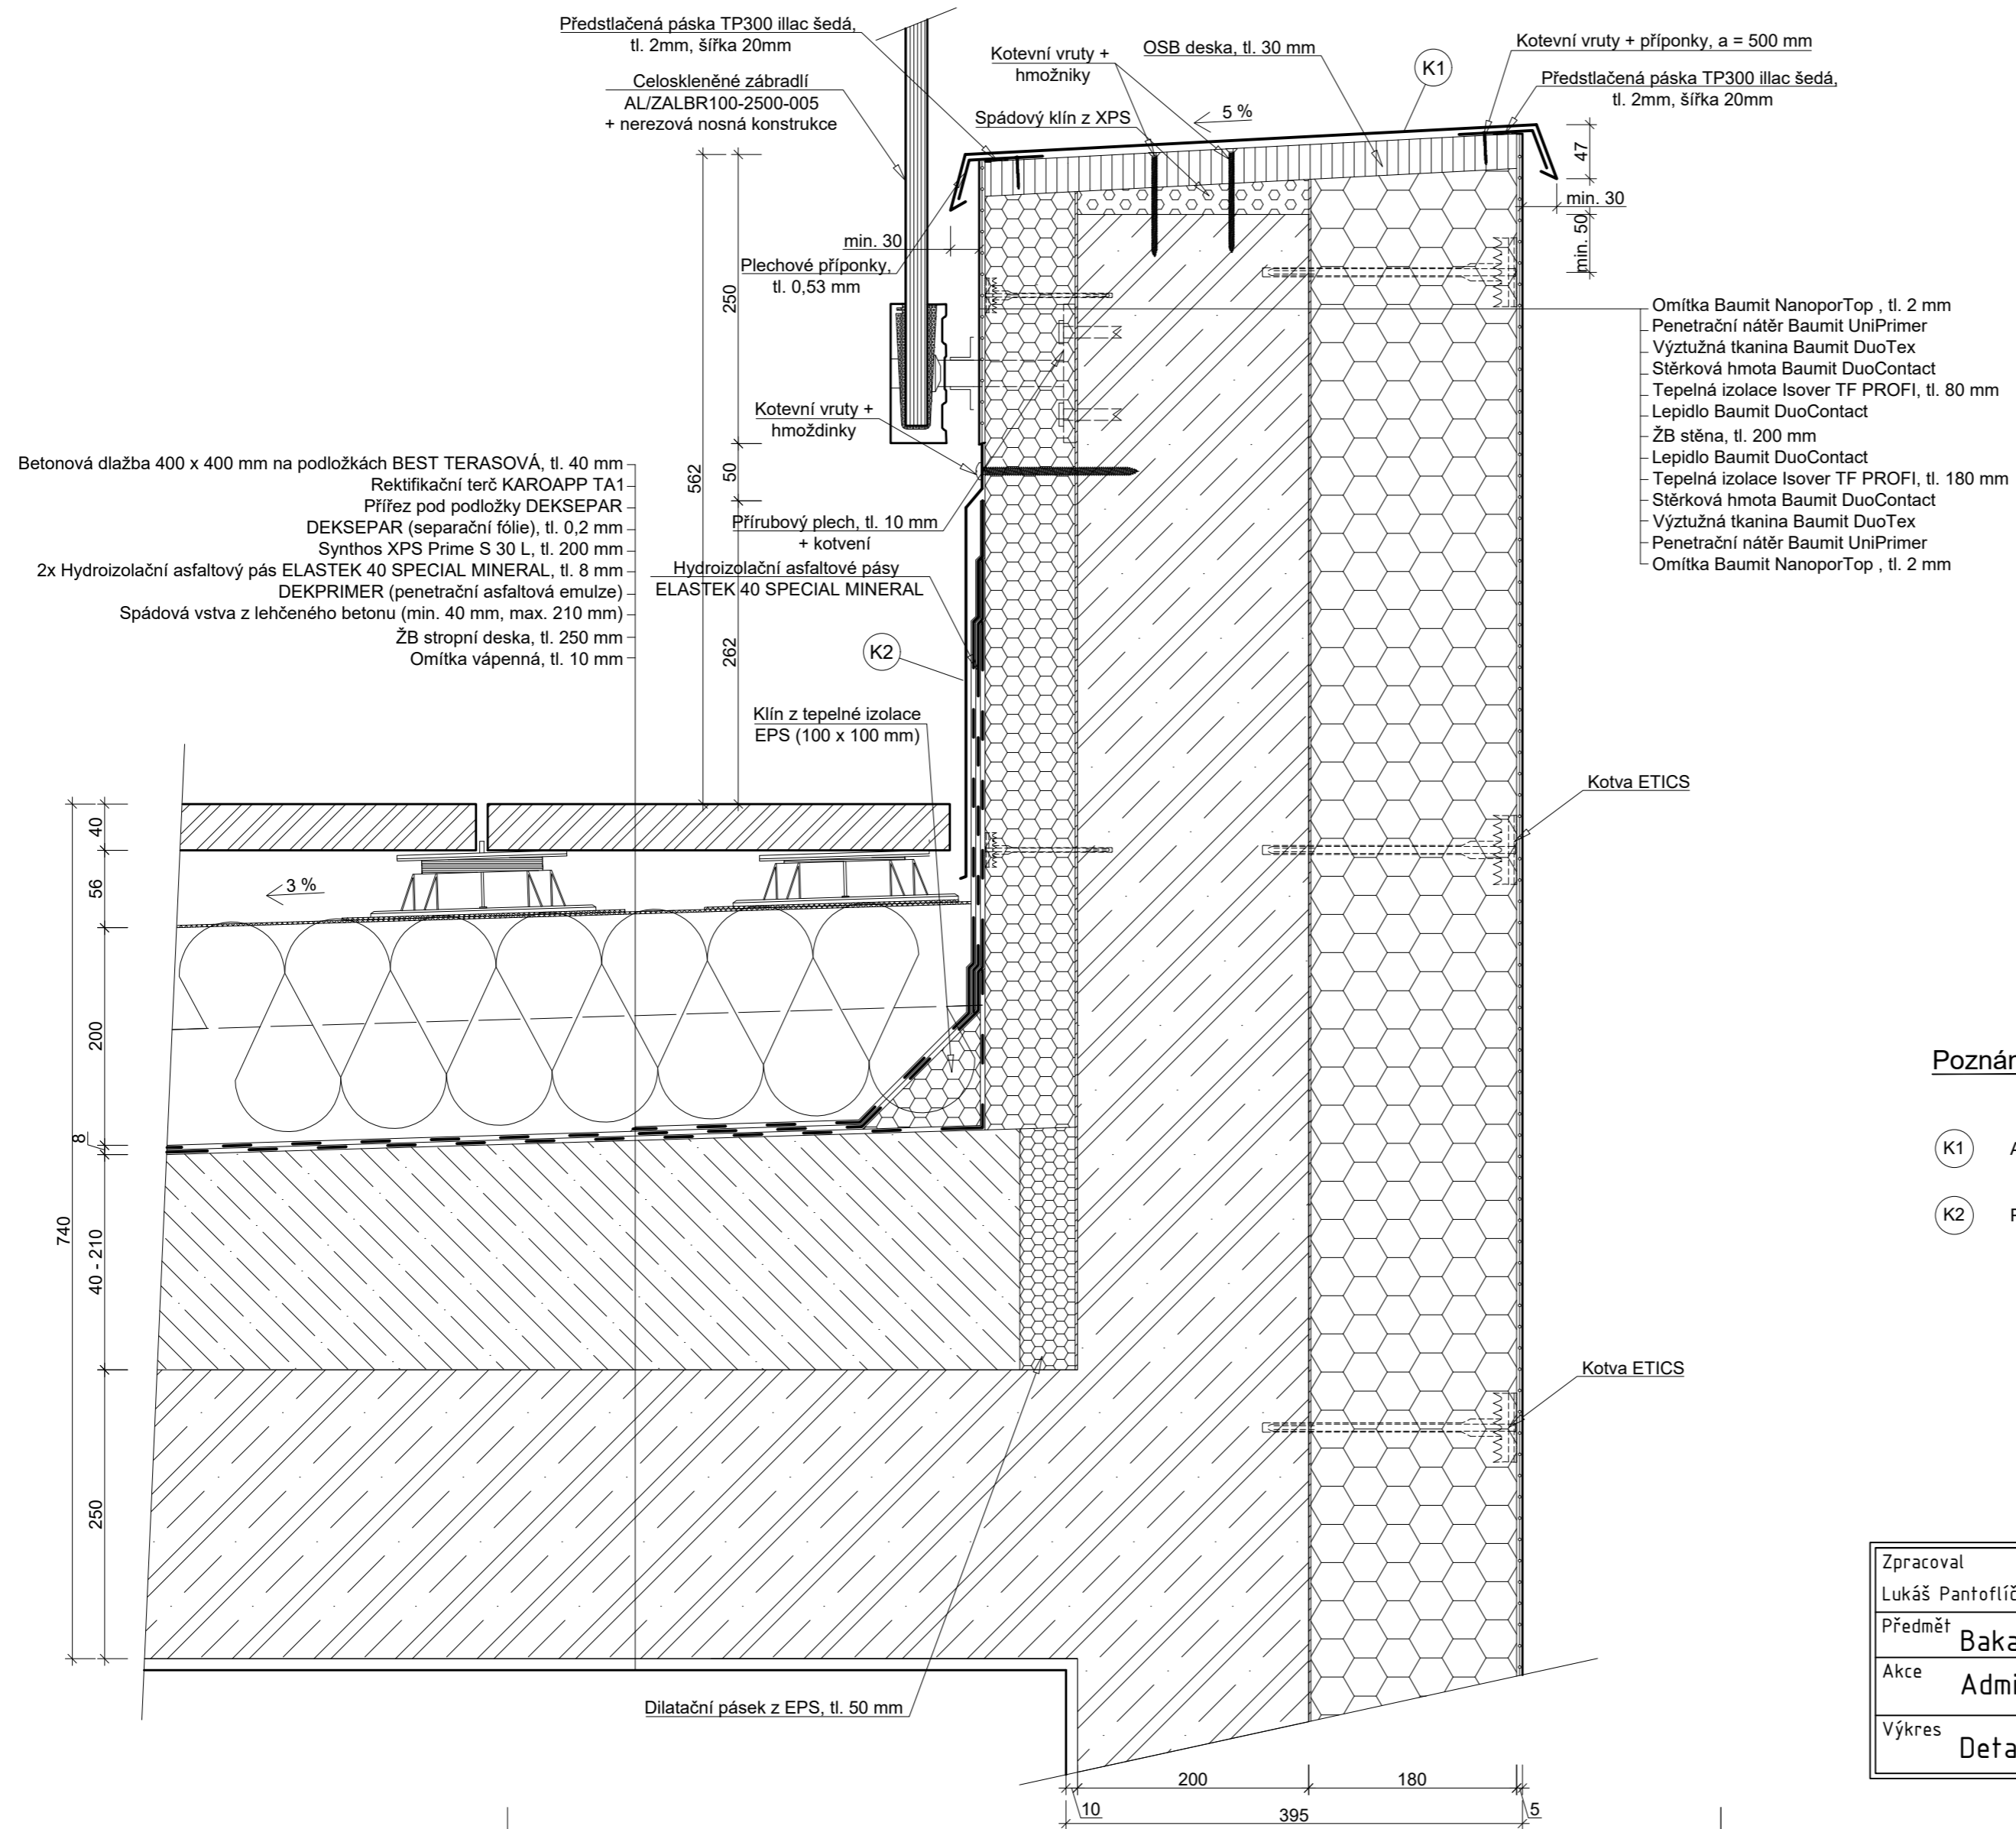 Předstlačená páska TP300 illac šedá,
tl. 2mm, šířka 20mm
Celoskleněné zábradlí
AL/ZALBR100-2500-005
+ nerezová nosná konstrukce
Kotevní vruty +
hmožniky
OSB deska, tl. 30 mm
K1
Kotevní vruty + příponky, a = 500 mm
Předstlačená páska TP300 illac šedá,
tl. 2mm, šířka 20mm
Spádový klín z XPS
5 %
47
min. 30
min. 50
min. 30
Plechové příponky,
tl. 0,53 mm
250
562
50
262
Kotevní vruty +
hmoždinky
Přírubový plech, tl. 10 mm
+ kotvení
Hydroizolační asfaltové pásy
ELASTEK 40 SPECIAL MINERAL
K2
Klín z tepelné izolace
EPS (100 x 100 mm)
Omítka Baumit NanoporTop , tl. 2 mm
Penetrační nátěr Baumit UniPrimer
Výztužná tkanina Baumit DuoTex
Stěrková hmota Baumit DuoContact
Tepelná izolace Isover TF PROFI, tl. 80 mm
Lepidlo Baumit DuoContact
ŽB stěna, tl. 200 mm
Lepidlo Baumit DuoContact
Tepelná izolace Isover TF PROFI, tl. 180 mm
Stěrková hmota Baumit DuoContact
Výztužná tkanina Baumit DuoTex
Penetrační nátěr Baumit UniPrimer
Omítka Baumit NanoporTop , tl. 2 mm
Betonová dlažba 400 x 400 mm na podložkách BEST TERASOVÁ, tl. 40 mm
Rektifikační terč KAROAPP TA1
Přířez pod podložky DEKSEPAR
DEKSEPAR (separační fólie), tl. 0,2 mm
Synthos XPS Prime S 30 L, tl. 200 mm
2x Hydroizolační asfaltový pás ELASTEK 40 SPECIAL MINERAL, tl. 8 mm
DEKPRIMER (penetrační asfaltová emulze)
Spádová vstva z lehčeného betonu (min. 40 mm, max. 210 mm)
ŽB stropní deska, tl. 250 mm
Omítka vápenná, tl. 10 mm
Kotva ETICS
3 %
40
56
200
8
740
40 - 210
250
Kotva ETICS
Dilatační pásek z EPS, tl. 50 mm
200
180
10
395
5
Poznám
K1 A
K2
Zpracoval
Lukáš Pantoflíč
Předmět
Baka
Akce
Admi
Výkres
Deta